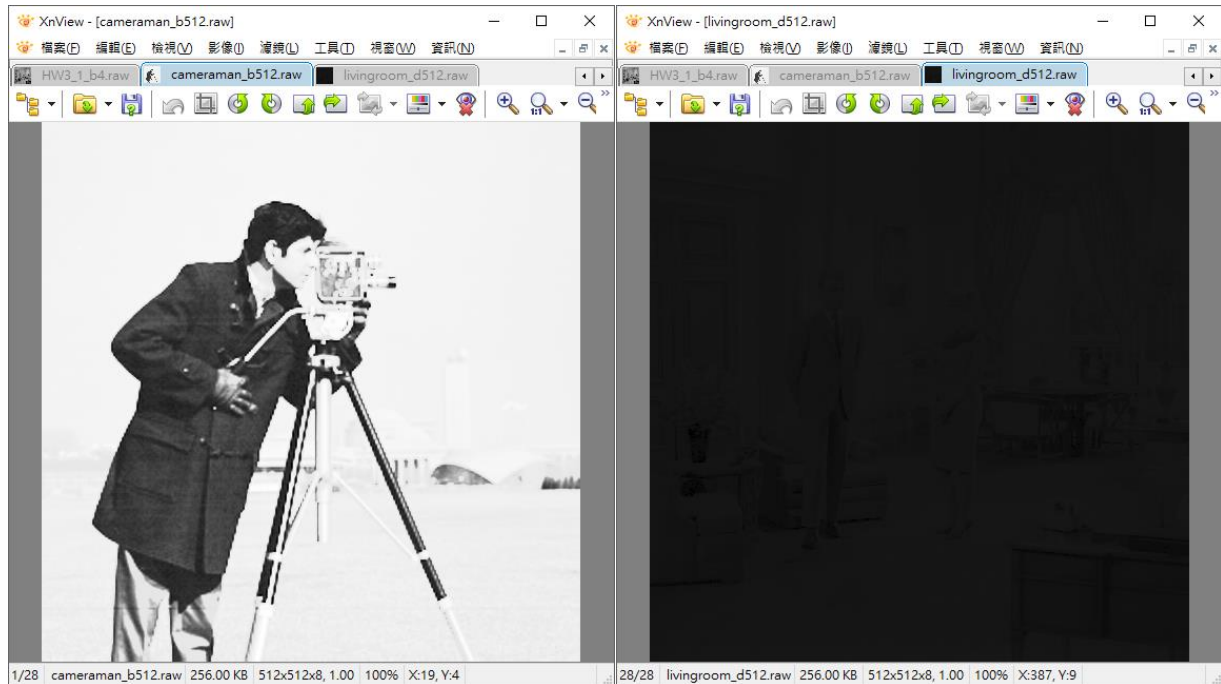 XnView - [cameraman_b512.raw]
檔案(F) 編輯(E) 檢視(V) 影像(I) 濾鏡(L) 工具(T) 視窗(W) 資訊(N)
HW3_1_b4.raw cameraman_b512.raw livingroom_d512.raw
1:1
1/28 cameraman_b512.raw 256.00 KB 512x512x8, 1.00 100% X:19, Y:4
XnView - [livingroom_d512.raw]
檔案(F) 編輯(E) 檢視(V) 影像(I) 濾鏡(L) 工具(T) 視窗(W) 資訊(N)
HW3_1_b4.raw cameraman_b512.raw livingroom_d512.raw
1:1
28/28 livingroom_d512.raw 256.00 KB 512x512x8, 1.00 100% X:387, Y:9